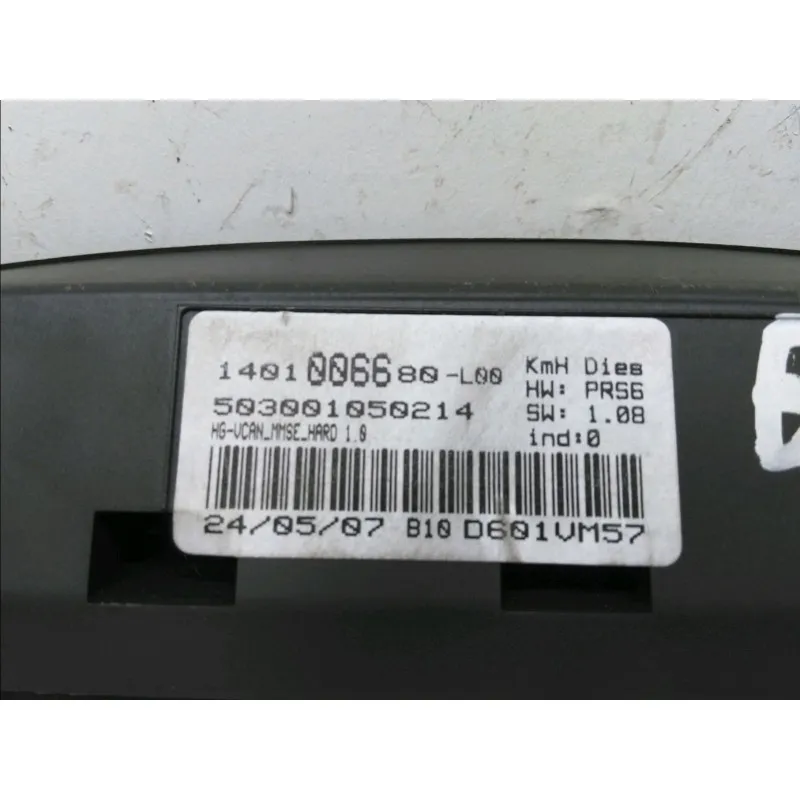 14010066680-L00
503001050214
HG-VCAN_MMSE_HARD 1.0
KmH Dies
HW: PRS6
SW: 1.08
ind:0
24/05/07 B10 D601VM57